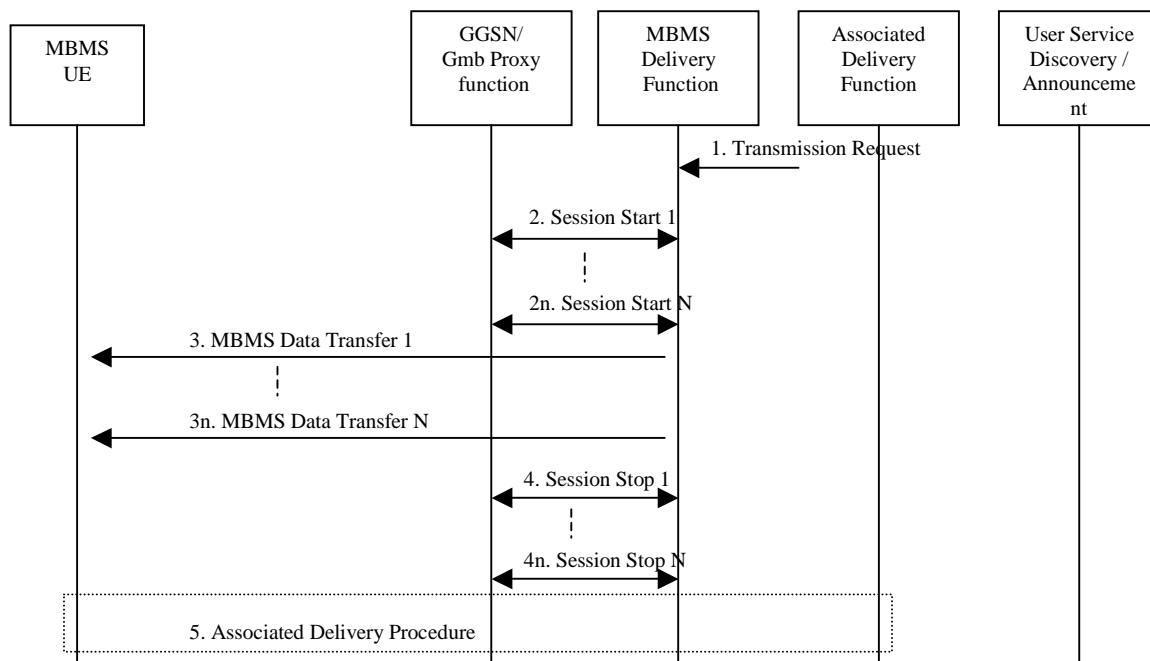 MBMS
UE
GGSN/
Gmb Proxy
function
MBMS
Delivery
Function
Associated
Delivery
Function
User Service
Discovery /
Announceme
nt
1. Transmission Request
2. Session Start 1
2n. Session Start N
3. MBMS Data Transfer 1
3n. MBMS Data Transfer N
4. Session Stop 1
4n. Session Stop N
5. Associated Delivery Procedure